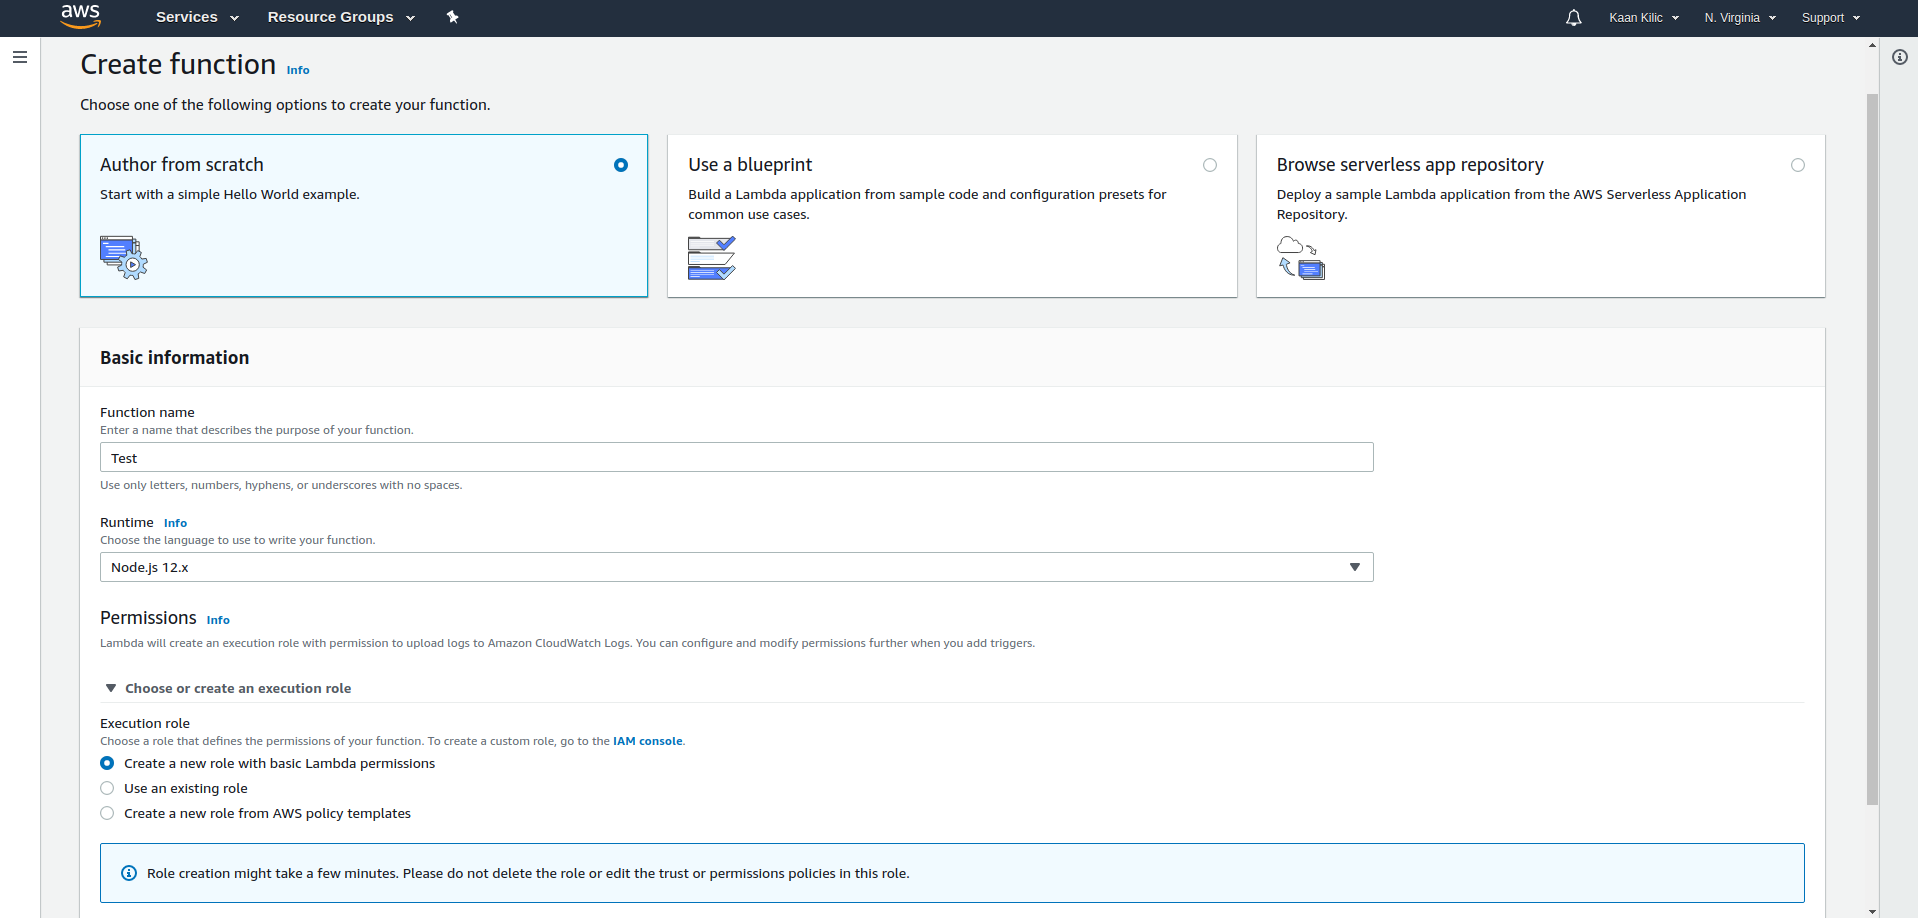 aws Services Resource Groups Kaan Kilic N. Virginia Support
Create function Info
Choose one of the following options to create your function.
Author from scratch
Start with a simple Hello World example.
Use a blueprint
Build a Lambda application from sample code and configuration presets for
common use cases.
Browse serverless app repository
Deploy a sample Lambda application from the AWS Serverless Application
Repository.
Basic information
Function name
Enter a name that describes the purpose of your function.
Test
Use only letters, numbers, hyphens, or underscores with no spaces.
Runtime Info
Choose the language to use to write your function.
Node.js 12.x
Permissions Info
Lambda will create an execution role with permission to upload logs to Amazon CloudWatch Logs. You can configure and modify permissions further when you add triggers.
Choose or create an execution role
Execution role
Choose a role that defines the permissions of your function. To create a custom role, go to the IAM console.
Create a new role with basic Lambda permissions
Use an existing role
Create a new role from AWS policy templates
Role creation might take a few minutes. Please do not delete the role or edit the trust or permissions policies in this role.